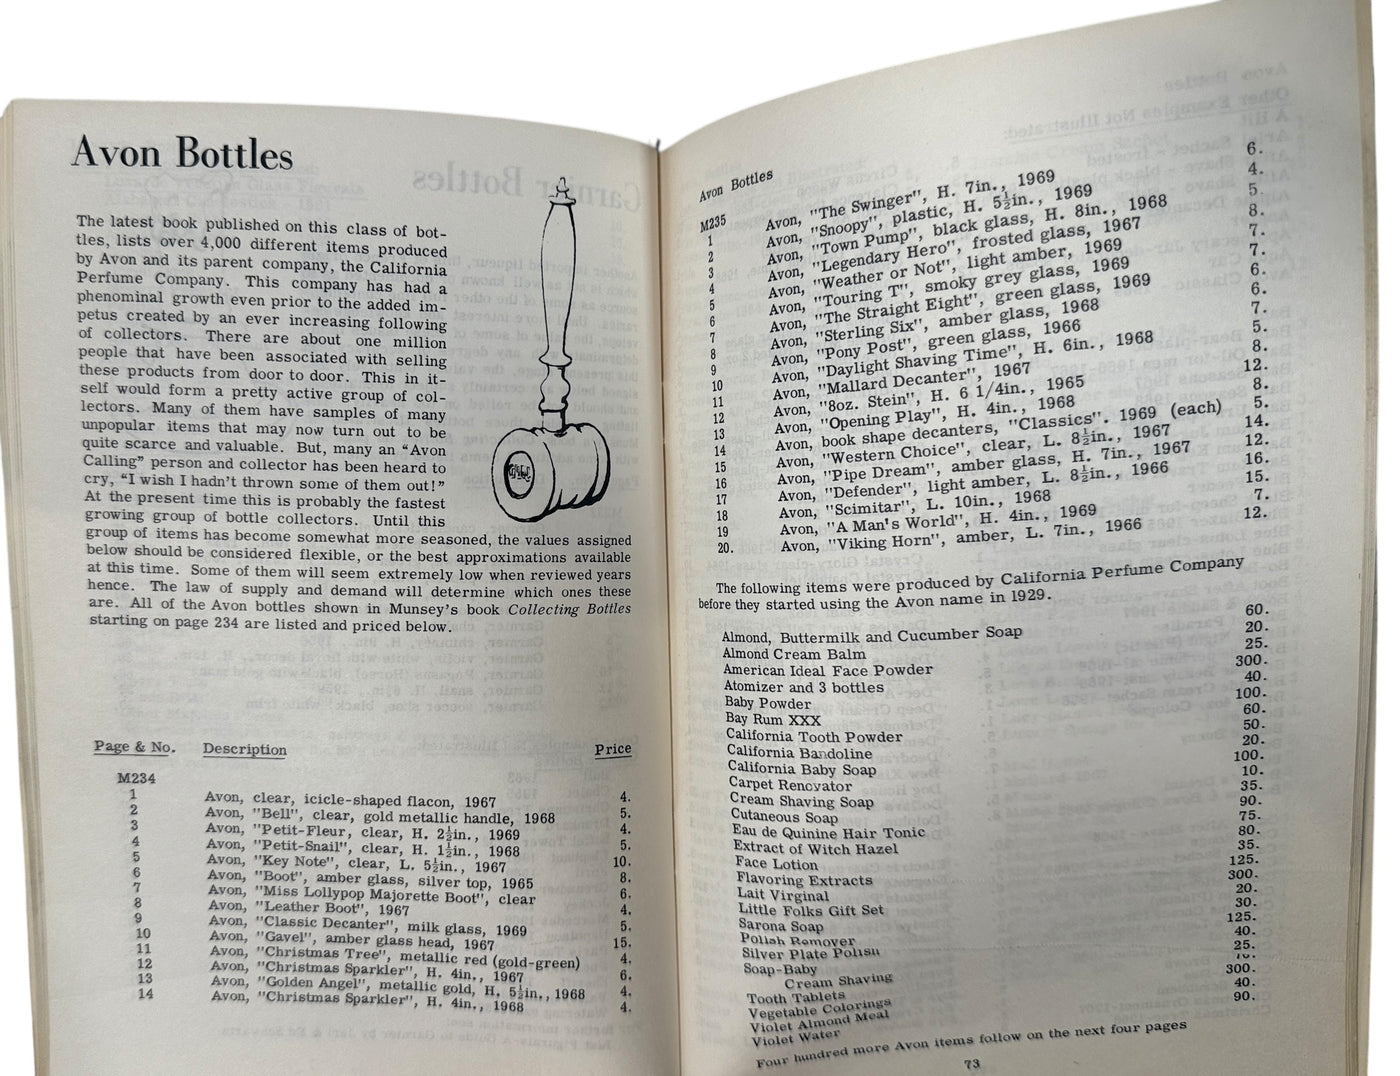 Avon Bottles
The latest book published on this class of bot-
tles, lists over 4,000 different items produced
by Avon and its parent company, the California
Perfume Company. This company has had a
phenominal growth even prior to the added im-
petus created by an ever increasing following
of collectors. There are about one million
people that have been associated with selling
these products from door to door. This in it-
self would form a pretty active group of col-
lectors. Many of them have samples of many
unpopular items that may now turn out to be
quite scarce and valuable. But, many an “Avon
Calling” person and collector has been heard to
cry, “I wish I hadn't thrown some of them out!”
At the present time this is probably the fastest
growing group of bottle collectors. Until this
group of items has become somewhat more seasoned, the values assigned
below should be considered flexible, or the best approximations available
at this time. Some of them will seem extremely low when reviewed years
hence. The law of supply and demand will determine which ones these
are. All of the Avon bottles shown in Munsey's book Collecting Bottles
starting on page 234 are listed and priced below.
Page & No. Description Price
M234
1 Avon, clear, icicle-shaped flacon, 1967 4.
2 Avon, "Bell", clear, gold metallic handle, 1968 5.
3 Avon, "Petit-Fleur, clear, H. 2½in., 1969 4.
4 Avon, "Petit-Snail", clear, H. 1½in., 1968 5.
5 Avon, "Key Note", clear, L. 5½in., 1967 10.
6 Avon, "Boot", amber glass, silver top, 1965 8.
7 Avon, "Miss Lollypop Majorette Boot", clear 6.
8 Avon, "Leather Boot", 1967 4.
9 Avon, "Classic Decanter", milk glass, 1969 5.
10 Avon, "Gavel", amber glass head, 1967 15.
11 Avon, "Christmas Tree", metallic red (gold-green) 4.
12 Avon, "Christmas Sparkler", H. 4in., 1967 6.
13 Avon, "Golden Angel", metallic gold, H. 5½in., 1968 4.
14 Avon, "Christmas Sparkler", H. 4in., 1968 4.
Avon Bottles
M235
1 Avon, "The Swinger", H. 7in., 1969 6.
2 Avon, "Snoopy", plastic, H. 5½in., 1969 4.
3 Avon, "Town Pump", black glass, H. 8in., 1968 5.
4 Avon, "Legendary Hero", frosted glass, 1967 8.
5 Avon, "Weather or Not", light amber, 1969 7.
6 Avon, "Touring T", smoky grey glass, 1969 7.
7 Avon, "The Straight Eight", green glass, 1969 6.
8 Avon, "Sterling Six", amber glass, 1968 6.
9 Avon, "Pony Post", green glass, 1966 7.
10 Avon, "Daylight Shaving Time", H. 6in., 1968 5.
11 Avon, "Mallard Decanter", 1967 8.
12 Avon, "8oz. Stein", H. 6 1/4in., 1965 12.
13 Avon, "Opening Play", H. 4in., 1968 8.
14 Avon, book shape decanters, "Classics". 1969 (each) 5.
15 Avon, "Western Choice", clear, L. 8½in., 1967 14.
16 Avon, "Pipe Dream", amber glass, H. 7in., 1967 12.
17 Avon, "Defender", light amber, L. 8½in., 1966 16.
18 Avon, "Scimitar", L. 10in., 1968 15.
19 Avon, "A Man's World", H. 4in., 1969 7.
20. Avon, "Viking Horn", amber, L. 7in., 1966 12.
The following items were produced by California Perfume Company
before they started using the Avon name in 1929.
Almond, Buttermilk and Cucumber Soap 60.
Almond Cream Balm 20.
American Ideal Face Powder 25.
Atomizer and 3 bottles 300.
Baby Powder 40.
Bay Rum XXX 100.
California Tooth Powder 60.
California Bandoline 50.
California Baby Soap 20.
Carpet Renovator 100.
Cream Shaving Soap 10.
Cutaneous Soap 35.
Eau de Quinine Hair Tonic 90.
Extract of Witch Hazel 75.
Face Lotion 80.
Flavoring Extracts 35.
Lait Virginal 125.
Little Folks Gift Set 300.
Sarona Soap 20.
Polish Remover 30.
Silver Plate Polish 125.
Soap-Baby 40.
Cream Shaving 25.
Tooth Tablets
Vegetable Colorings 300.
Violet Almond Meal 40.
Violet Water 90.
Four hundred more Avon items follow on the next four pages
73